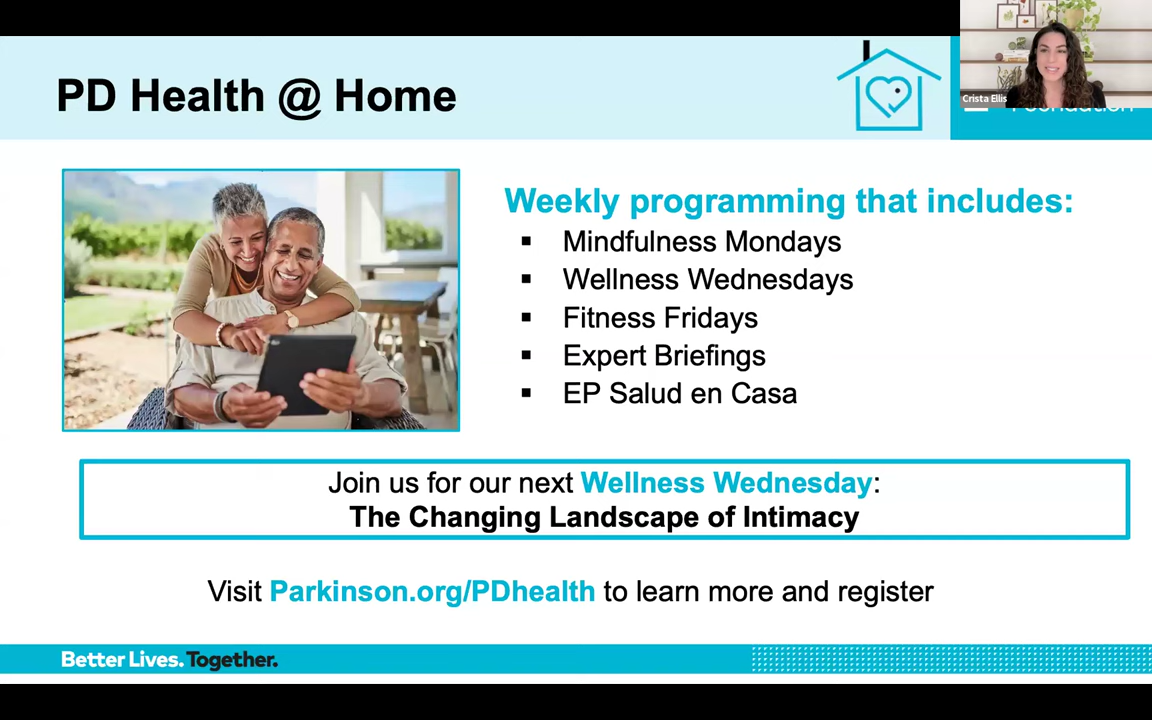 PD Health @ Home
Crista Ellis
Foundation
Weekly programming that includes:
▪ Mindfulness Mondays
▪ Wellness Wednesdays
▪ Fitness Fridays
▪ Expert Briefings
▪ EP Salud en Casa
Join us for our next Wellness Wednesday:
The Changing Landscape of Intimacy
Visit Parkinson.org/PDhealth to learn more and register
Better Lives. Together.